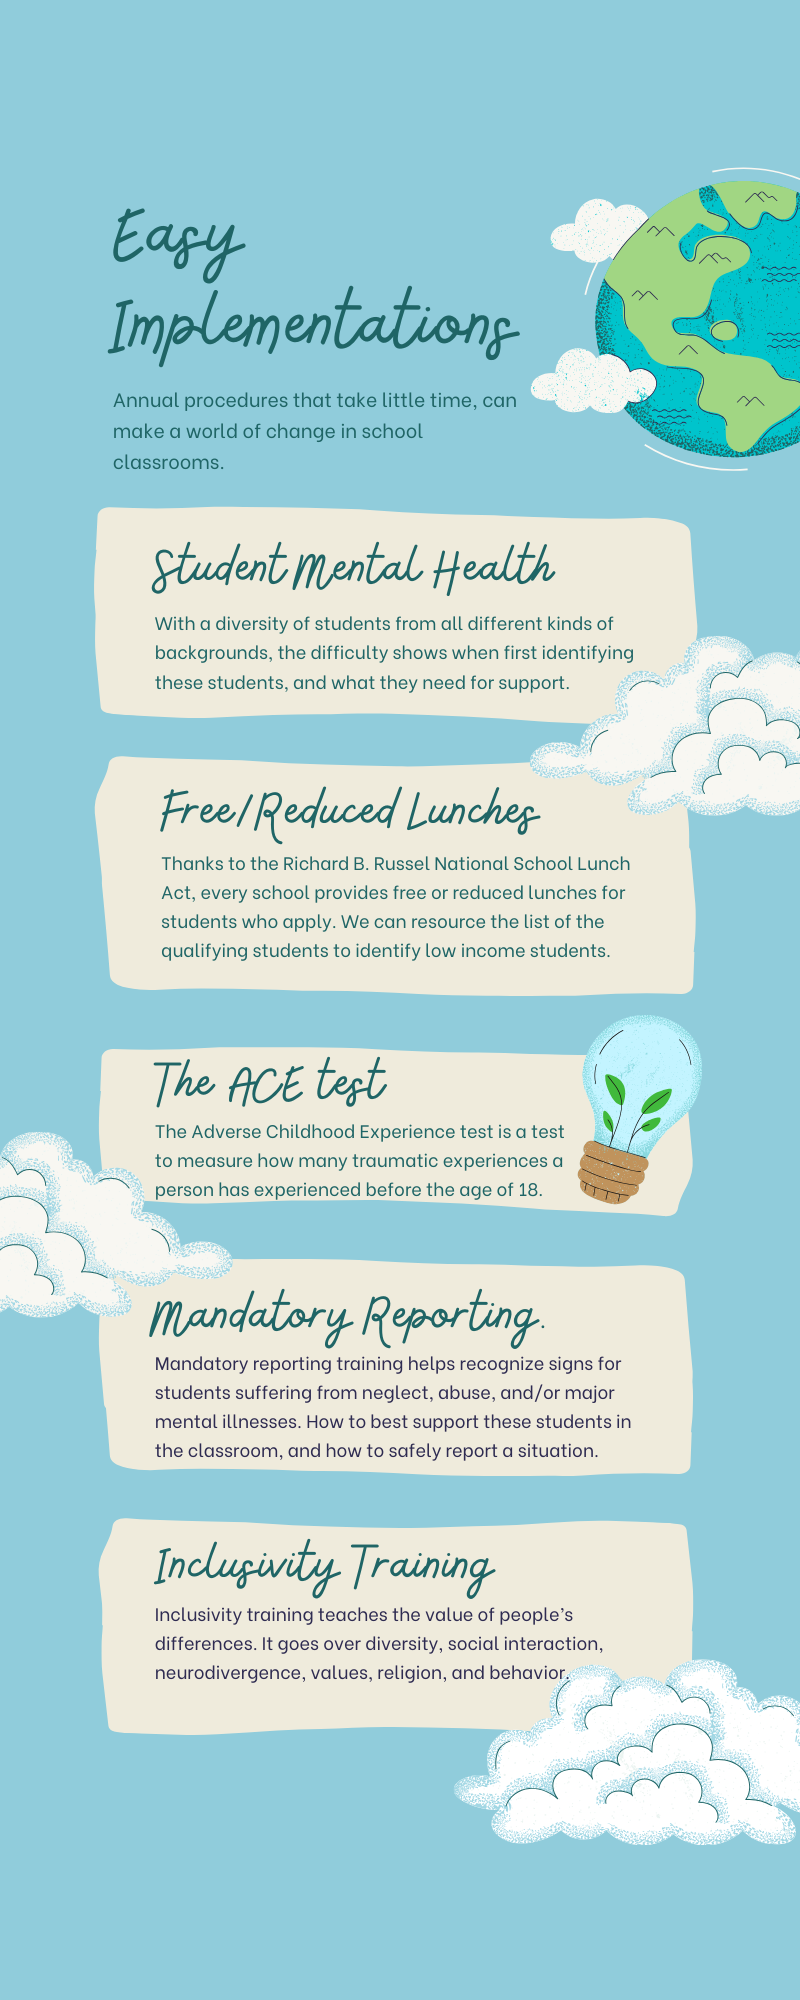 Easy
Implementations
Annual procedures that take little time, can
make a world of change in school
classrooms.
Student Mental Health
With a diversity of students from all different kinds of
backgrounds, the difficulty shows when first identifying
these students, and what they need for support.
Free/Reduced Lunches
Thanks to the Richard B. Russel National School Lunch
Act, every school provides free or reduced lunches for
students who apply. We can resource the list of the
qualifying students to identify low income students.
The ACE test
The Adverse Childhood Experience test is a test
to measure how many traumatic experiences a
person has experienced before the age of 18.
Mandatory Reporting.
Mandatory reporting training helps recognize signs for
students suffering from neglect, abuse, and/or major
mental illnesses. How to best support these students in
the classroom, and how to safely report a situation.
Inclusivity Training
Inclusivity training teaches the value of people’s
differences. It goes over diversity, social interaction,
neurodivergence, values, religion, and behavior.